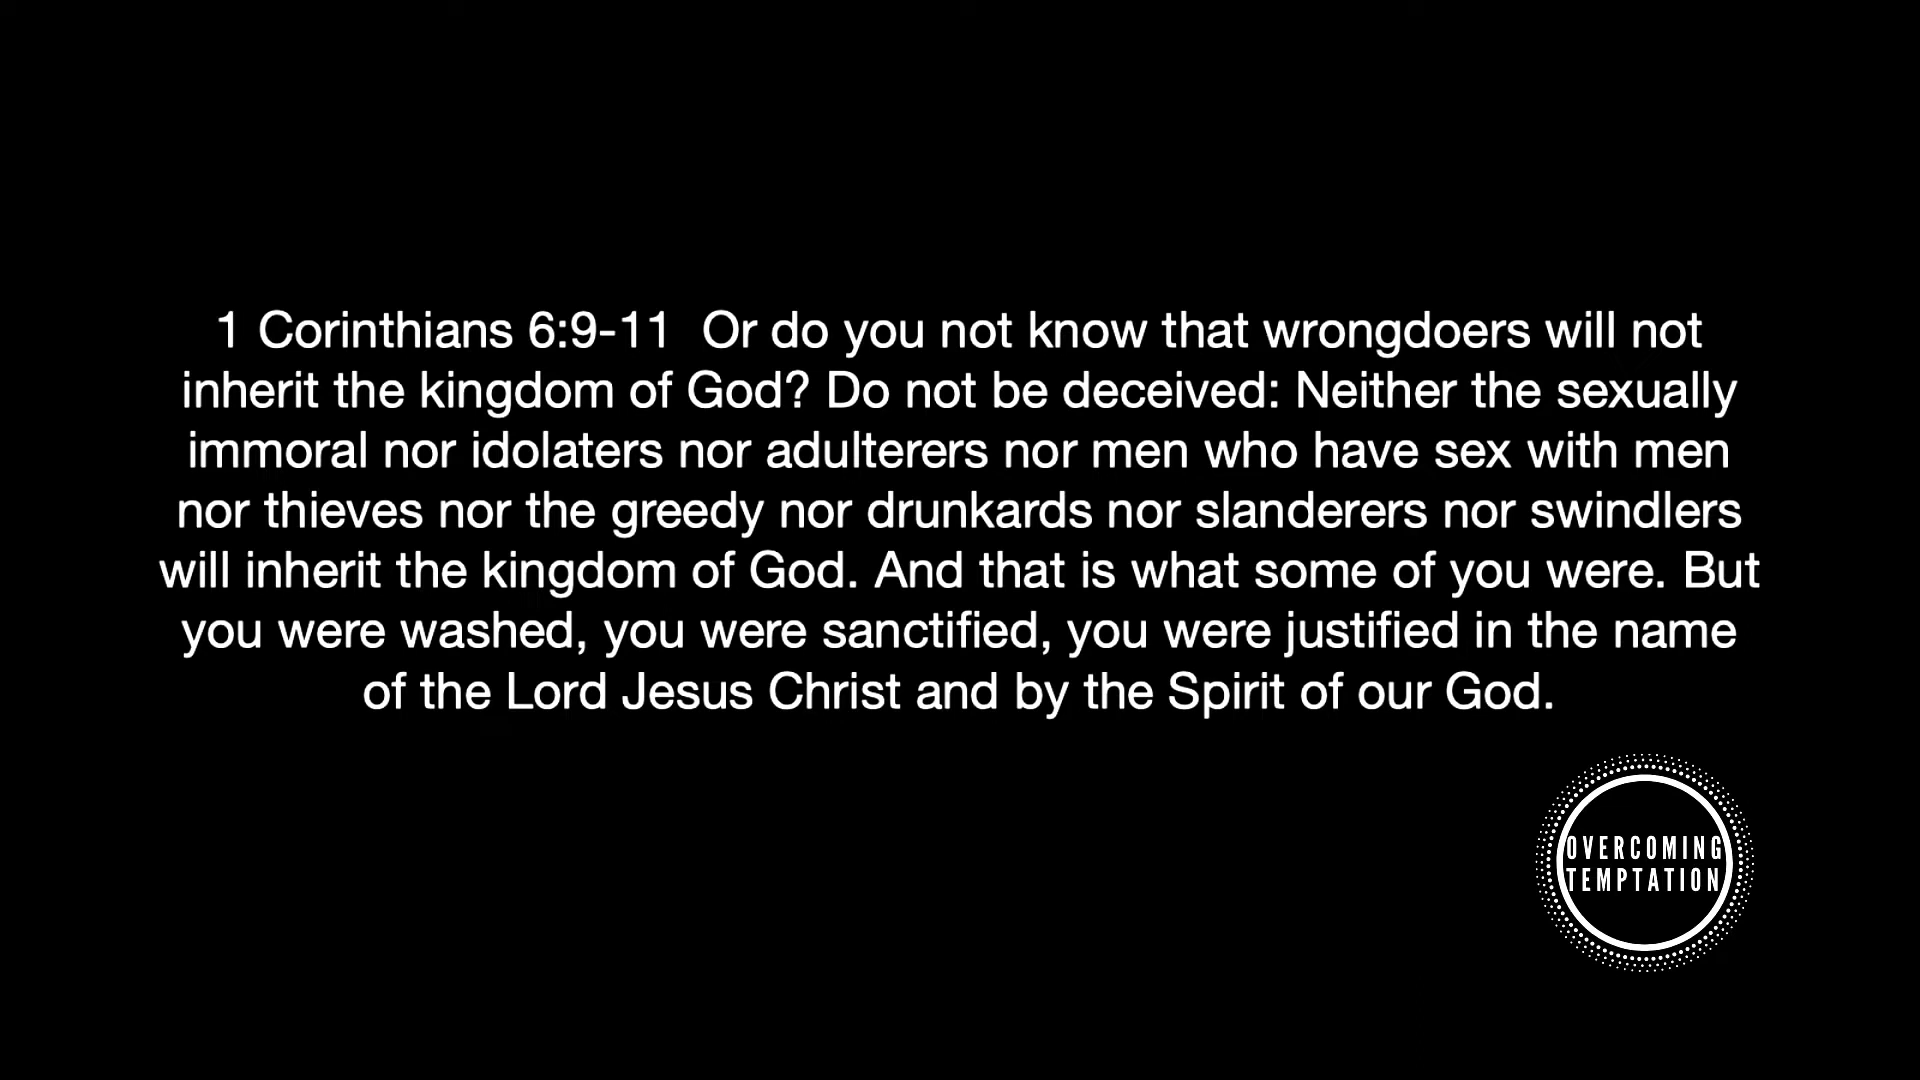 1 Corinthians 6:9-11  Or do you not know that wrongdoers will not
inherit the kingdom of God? Do not be deceived: Neither the sexually
immoral nor idolaters nor adulterers nor men who have sex with men
nor thieves nor the greedy nor drunkards nor slanderers nor swindlers
will inherit the kingdom of God. And that is what some of you were. But
you were washed, you were sanctified, you were justified in the name
of the Lord Jesus Christ and by the Spirit of our God.
OVERCOMING
TEMPTATION